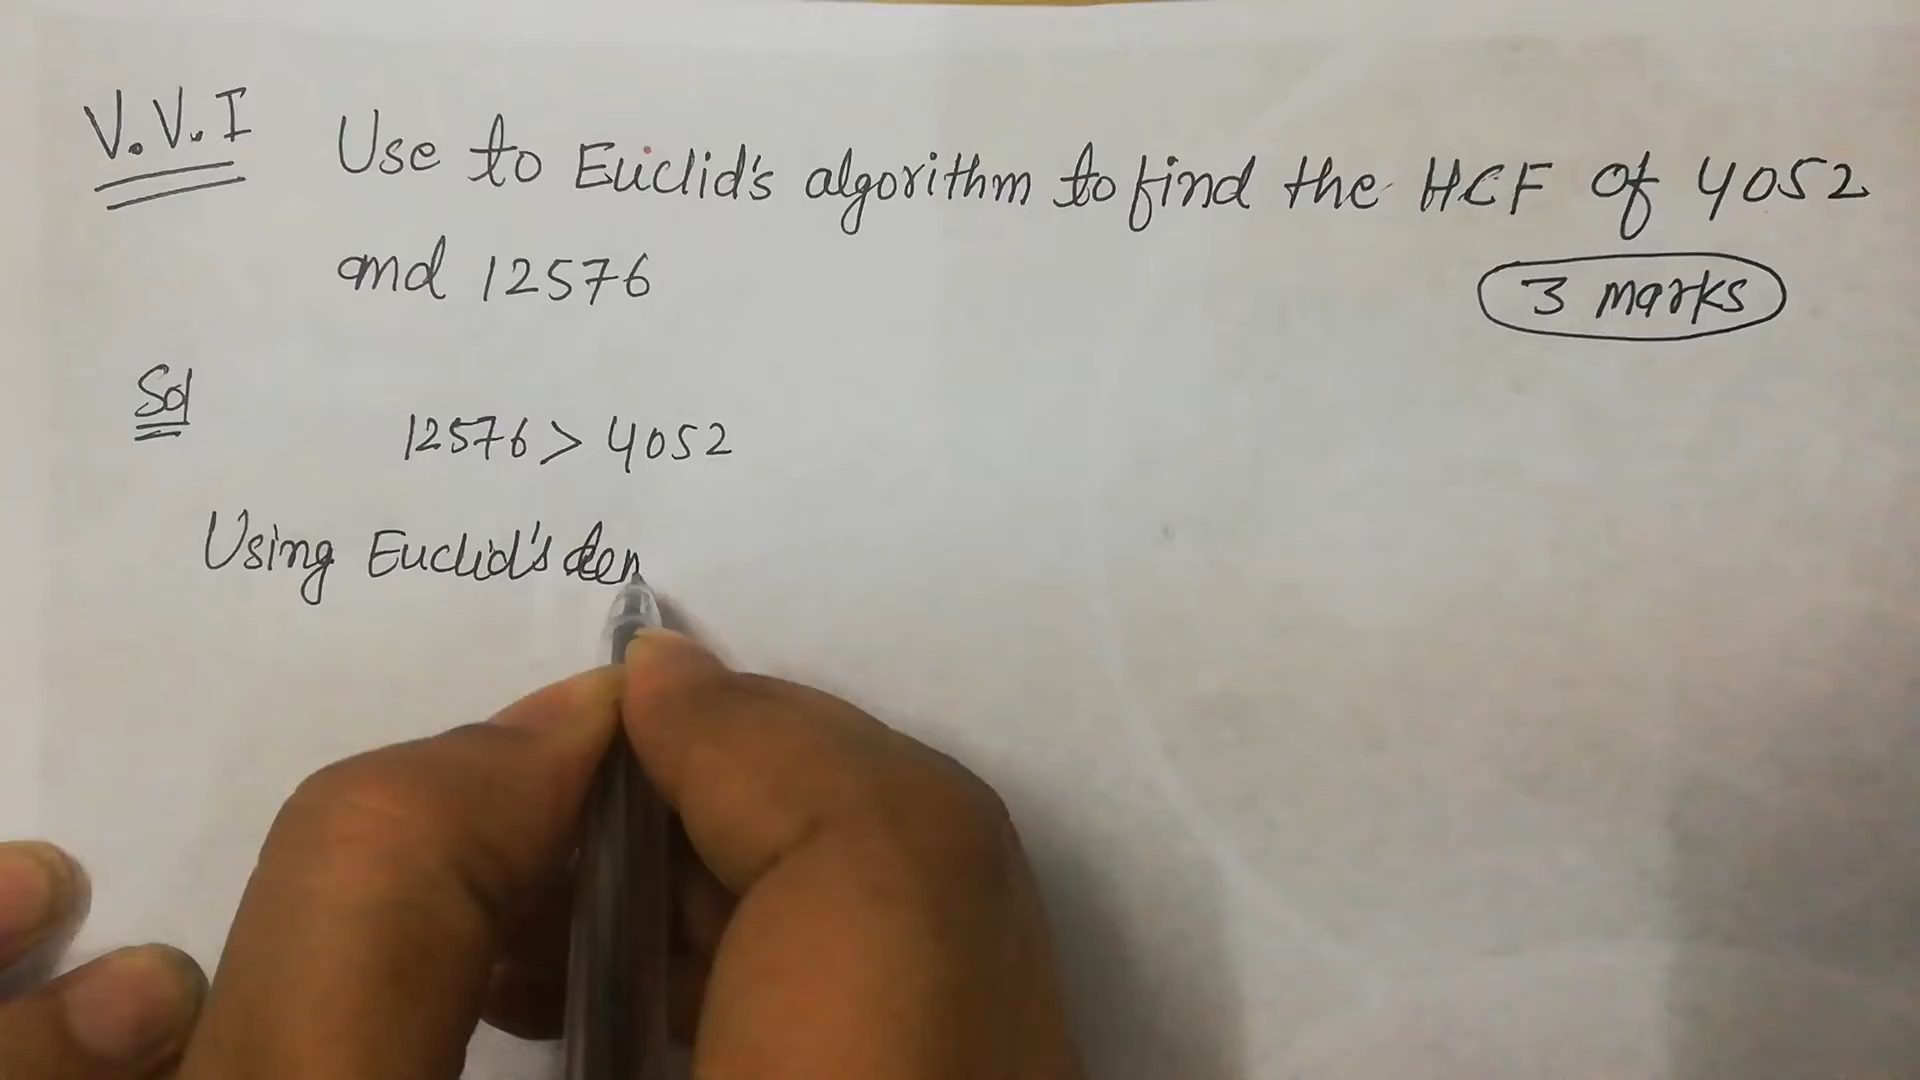 V.V.I Use to Euclid's algorithm to find the HCF of 4052
and 12576
3 marks
Sol
12576 > 4052
Using Euclid's